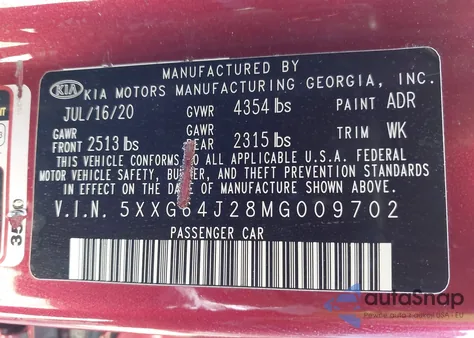 MANUFACTURED BY
KIA KIA MOTORS MANUFACTURING GEORGIA, INC.
JUL/16/20 GVWR 4354 lbs PAINT ADR
GAWR FRONT 2513 lbs GAWR REAR 2315 lbs TRIM WK
THIS VEHICLE CONFORMS TO ALL APPLICABLE U.S.A. FEDERAL
MOTOR VEHICLE SAFETY, BUMPER, AND THEFT PREVENTION STANDARDS
IN EFFECT ON THE DATE OF MANUFACTURE SHOWN ABOVE.
V.I.N. 5XXG64J28MG009702
PASSENGER CAR
autoSnap